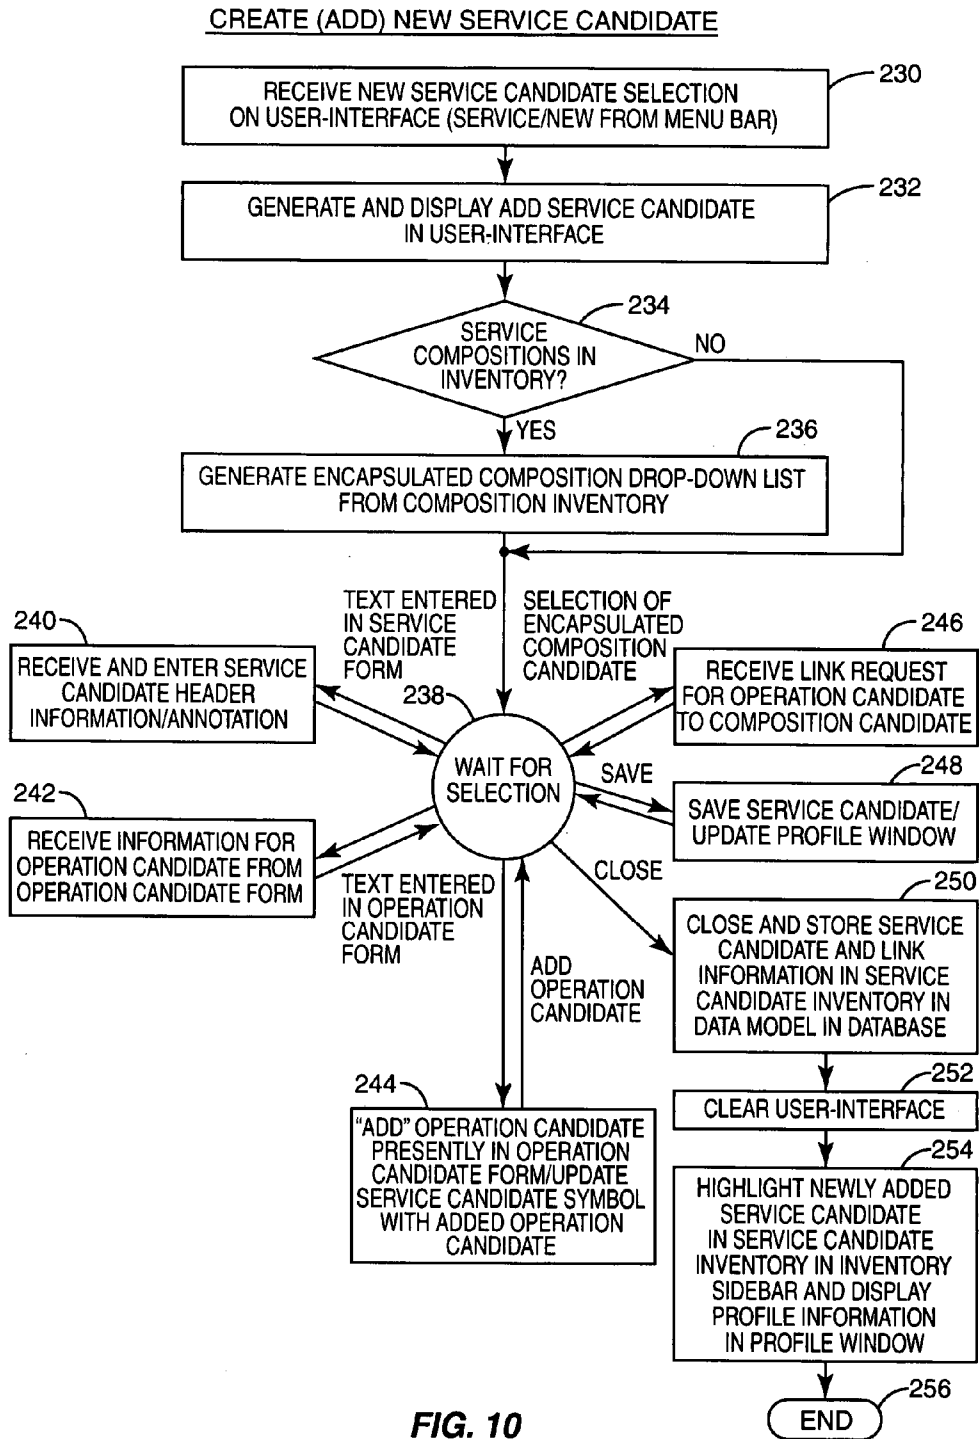 CREATE (ADD) NEW SERVICE CANDIDATE
230
RECEIVE NEW SERVICE CANDIDATE SELECTION
ON USER-INTERFACE (SERVICE/NEW FROM MENU BAR)
232
GENERATE AND DISPLAY ADD SERVICE CANDIDATE
IN USER-INTERFACE
234
SERVICE
COMPOSITIONS IN
INVENTORY?
NO
YES
236
GENERATE ENCAPSULATED COMPOSITION DROP-DOWN LIST
FROM COMPOSITION INVENTORY
TEXT ENTERED
IN SERVICE
CANDIDATE
FORM
SELECTION OF
ENCAPSULATED
COMPOSITION
CANDIDATE
240
RECEIVE AND ENTER SERVICE
CANDIDATE HEADER
INFORMATION/ANNOTATION
246
RECEIVE LINK REQUEST
FOR OPERATION CANDIDATE
TO COMPOSITION CANDIDATE
238
WAIT FOR
SELECTION
SAVE
248
SAVE SERVICE CANDIDATE/
UPDATE PROFILE WINDOW
242
RECEIVE INFORMATION FOR
OPERATION CANDIDATE FROM
OPERATION CANDIDATE FORM
TEXT ENTERED
IN OPERATION
CANDIDATE
FORM
CLOSE
250
CLOSE AND STORE SERVICE
CANDIDATE AND LINK
INFORMATION IN SERVICE
CANDIDATE INVENTORY IN
DATA MODEL IN DATABASE
ADD
OPERATION
CANDIDATE
244
"ADD" OPERATION CANDIDATE
PRESENTLY IN OPERATION
CANDIDATE FORM/UPDATE
SERVICE CANDIDATE SYMBOL
WITH ADDED OPERATION
CANDIDATE
252
CLEAR USER-INTERFACE
254
HIGHLIGHT NEWLY ADDED
SERVICE CANDIDATE
IN SERVICE CANDIDATE
INVENTORY IN INVENTORY
SIDEBAR AND DISPLAY
PROFILE INFORMATION
IN PROFILE WINDOW
256
END
FIG. 10